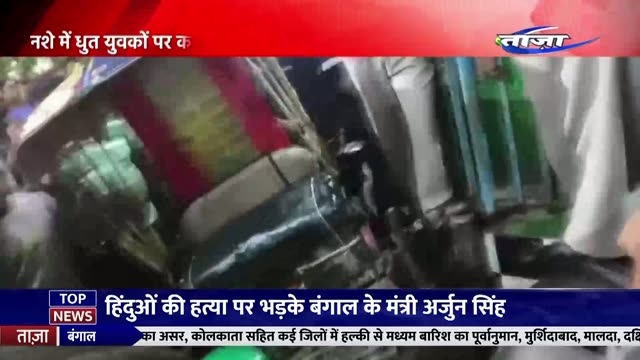 नशे में धुत युवकों पर क
ताज़ा
TOP
NEWS
हिंदुओं की हत्या पर भड़के बंगाल के मंत्री अर्जुन सिंह
ताज़ा बंगाल का असर, कोलकाता सहित कई जिलों में हल्की से मध्यम बारिश का पूर्वानुमान, मुर्शिदाबाद, मालदा, दक्षि